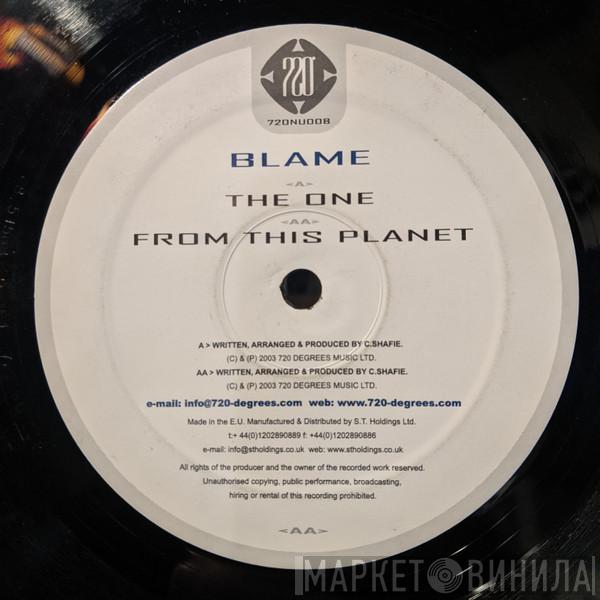 720
720NU008
BLAME
<A>
THE ONE
<AA>
FROM THIS PLANET
A > WRITTEN, ARRANGED & PRODUCED BY C.SHAFIE.
(C) & (P) 2003 720 DEGREES MUSIC LTD.
AA > WRITTEN, ARRANGED & PRODUCED BY C.SHAFIE.
(C) & (P) 2003 720 DEGREES MUSIC LTD.
e-mail: info@720-degrees.com web: www.720-degrees.com
Made in the E.U. Manufactured & Distributed by S.T. Holdings Ltd.
t:+ 44(0)1202890889 f: +44(0)1202890886
e-mail: info@stholdings.co.uk web: www.stholdings.co.uk
All rights of the producer and the owner of the recorded work reserved.
Unauthorised copying, public performance, broadcasting,
hiring or rental of this recording prohibited.
<AA>
МАРКЕТ ВИНИЛА